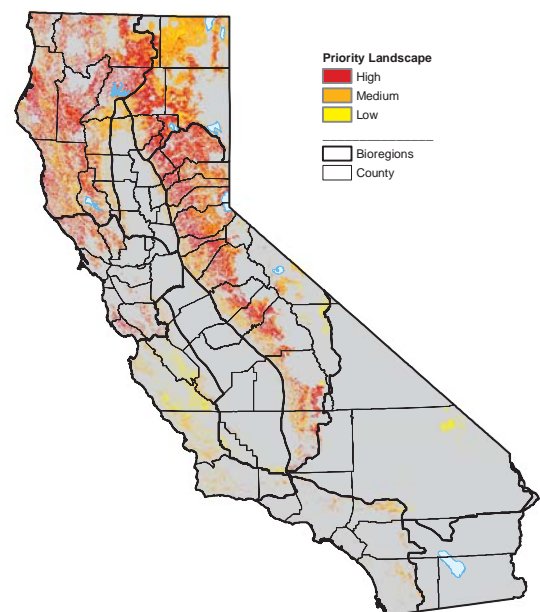 Priority Landscape
High
Medium
Low
Bioregions
County